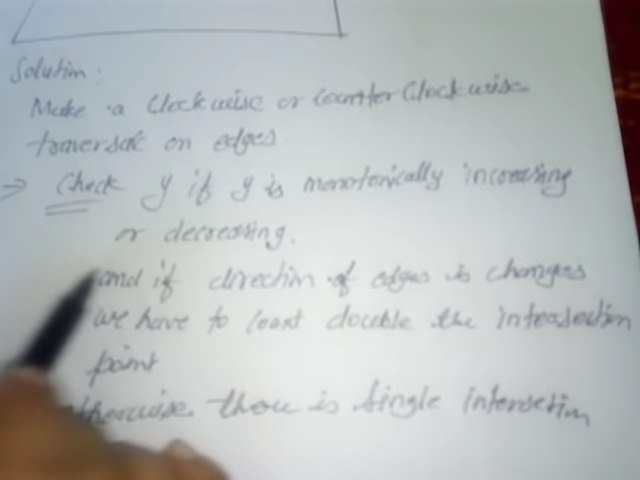 Solution:
Make a Clockwise or Counter Clockwise
traversal on edges
→ Check y if y is monotonically increasing
or decreasing.
and if direction of edges is changes
we have to count double the intersection
point
otherwise there is single intersection